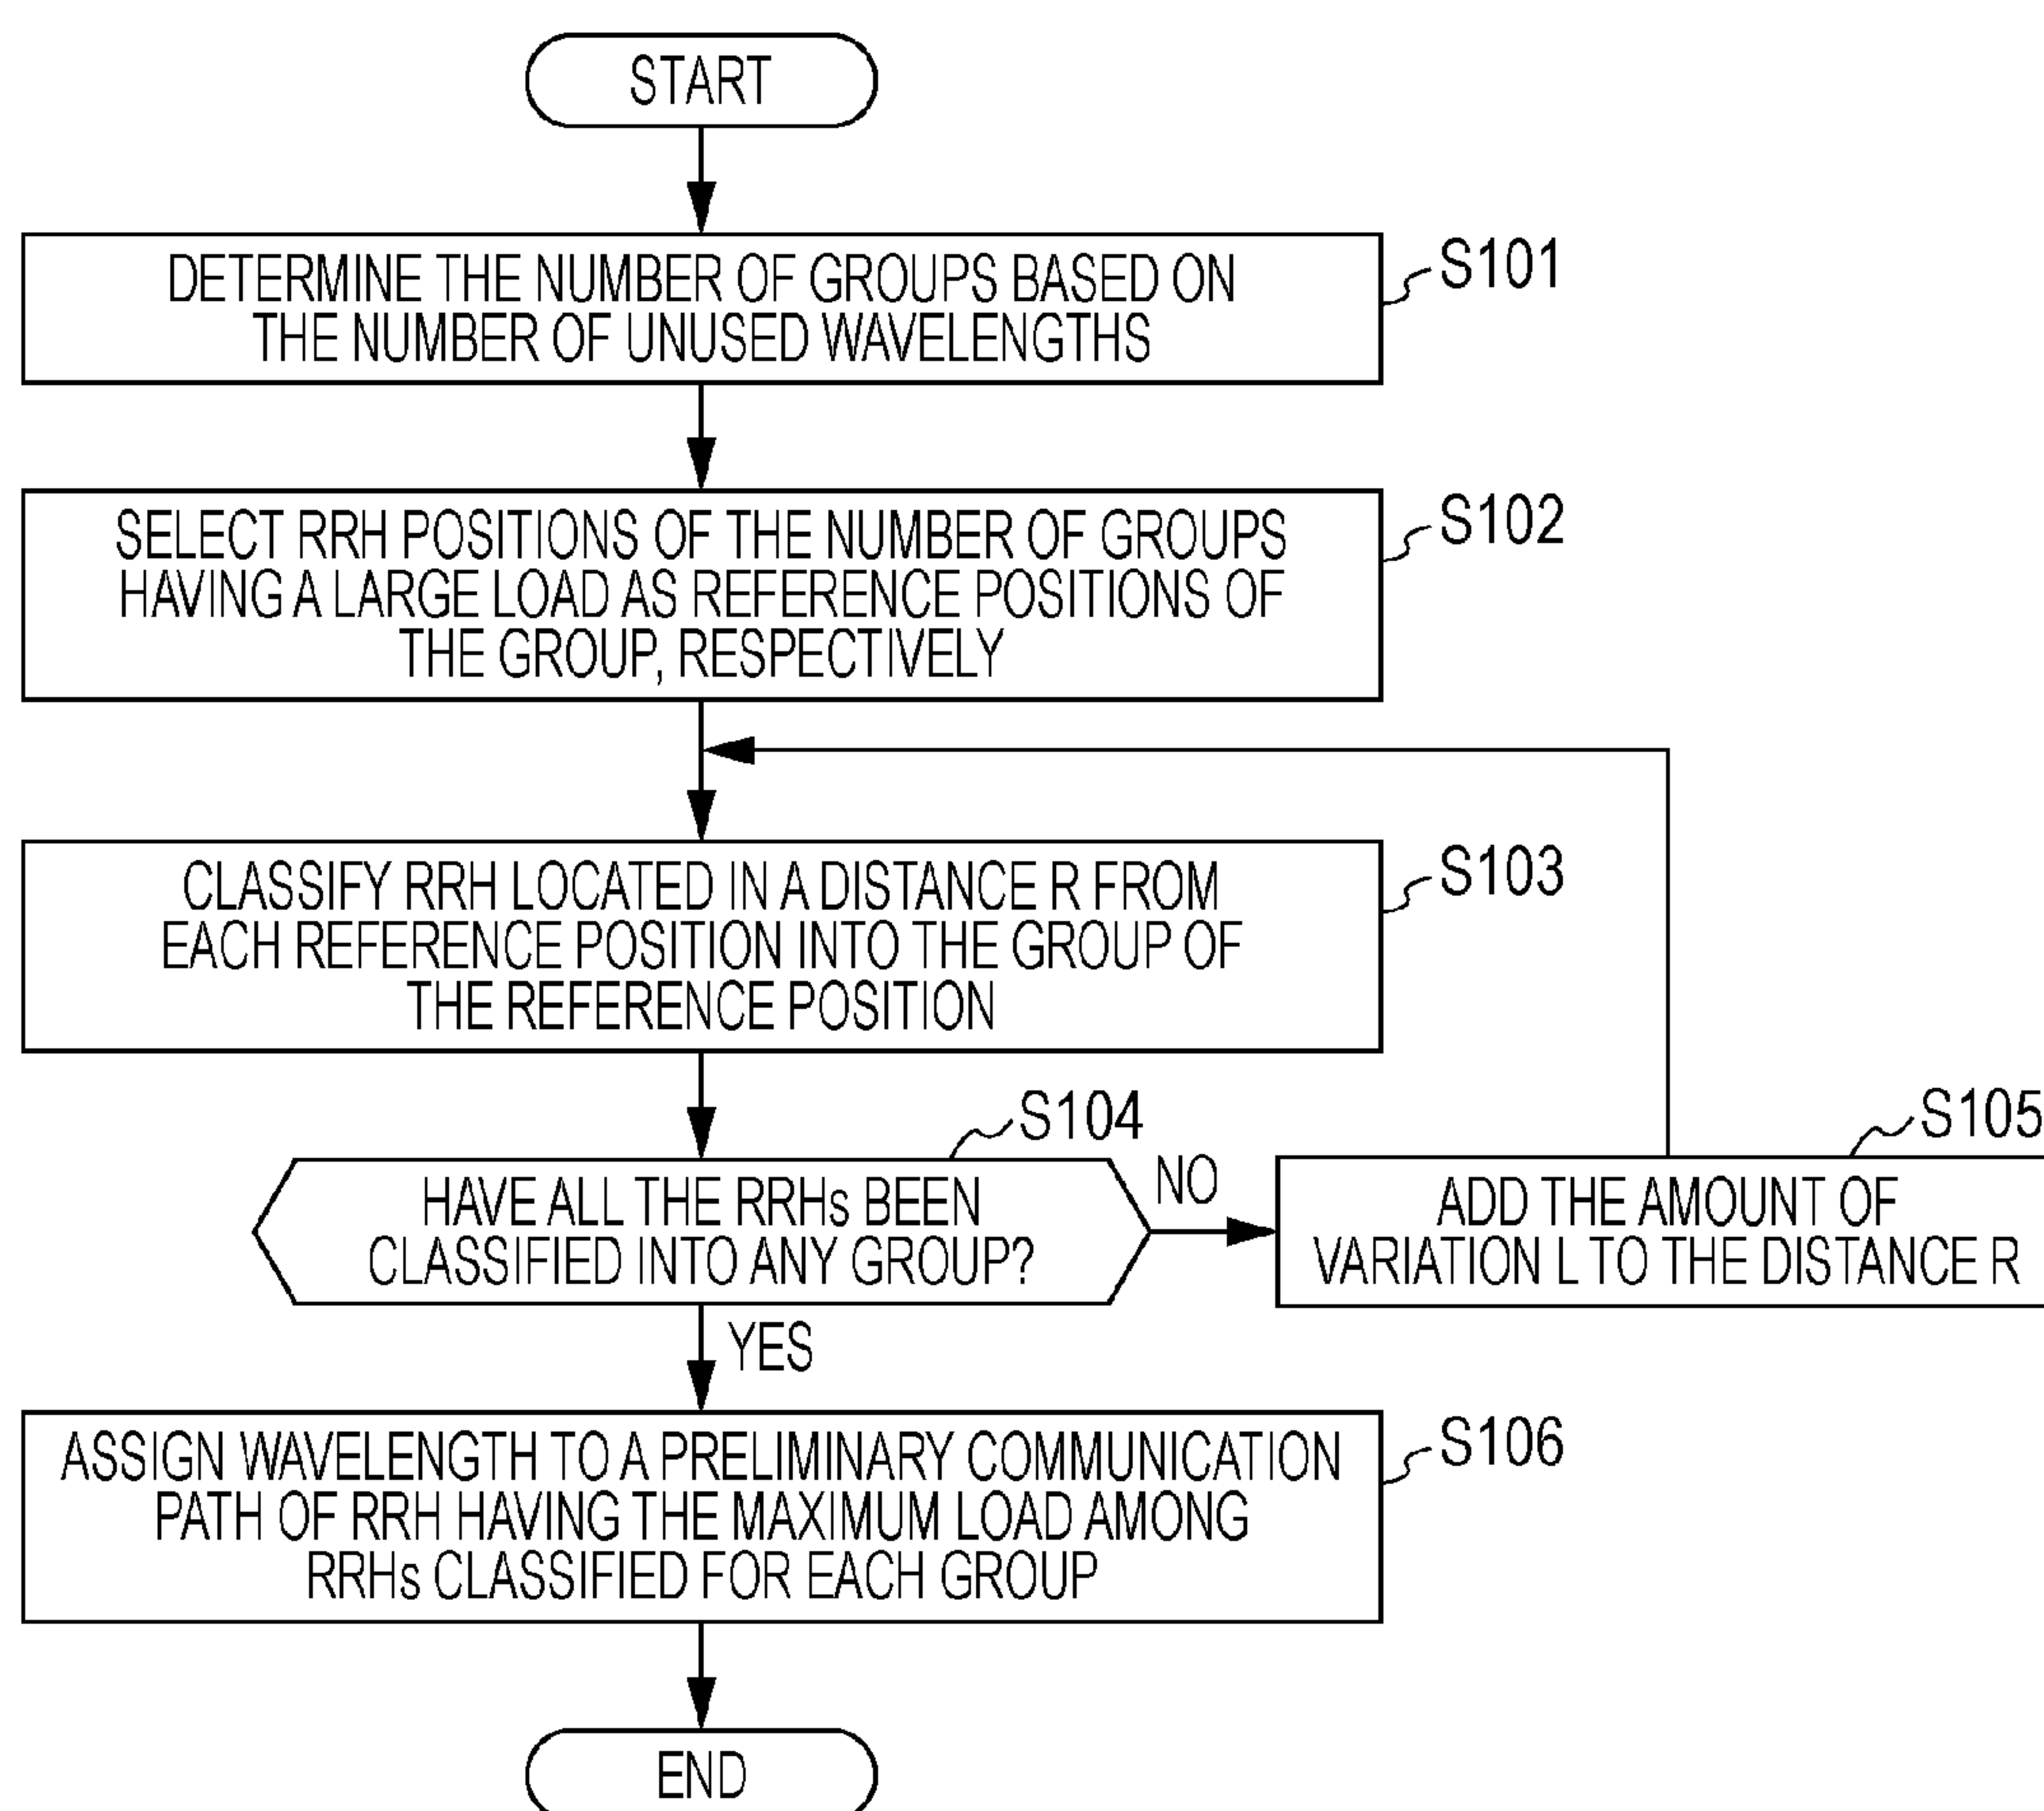 START
DETERMINE THE NUMBER OF GROUPS BASED ON
THE NUMBER OF UNUSED WAVELENGTHS
S101
SELECT RRH POSITIONS OF THE NUMBER OF GROUPS
HAVING A LARGE LOAD AS REFERENCE POSITIONS OF
THE GROUP, RESPECTIVELY
S102
CLASSIFY RRH LOCATED IN A DISTANCE R FROM
EACH REFERENCE POSITION INTO THE GROUP OF
THE REFERENCE POSITION
S103
HAVE ALL THE RRHs BEEN
CLASSIFIED INTO ANY GROUP?
S104
NO
ADD THE AMOUNT OF
VARIATION L TO THE DISTANCE R
S105
YES
ASSIGN WAVELENGTH TO A PRELIMINARY COMMUNICATION
PATH OF RRH HAVING THE MAXIMUM LOAD AMONG
RRHs CLASSIFIED FOR EACH GROUP
S106
END